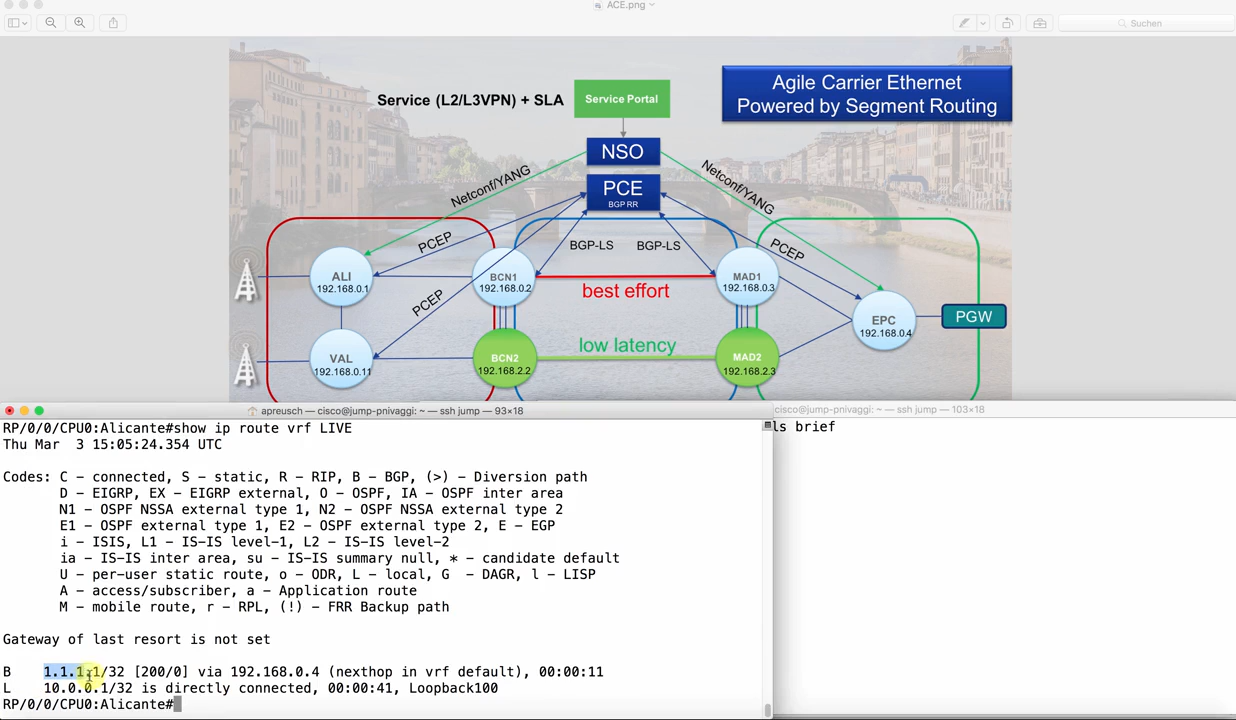 ACE.png
Suchen
Agile Carrier Ethernet
Powered by Segment Routing
Service (L2/L3VPN) + SLA
Service Portal
NSO
PCE
BGP RR
Netconf/YANG
Netconf/YANG
PCEP
PCEP
PCEP
BGP-LS
BGP-LS
ALI
192.168.0.1
BCN1
192.168.0.2
MAD1
192.168.0.3
best effort
EPC
192.168.0.4
PGW
VAL
192.168.0.11
BCN2
192.168.2.2
low latency
MAD2
192.168.2.3
apreusch — cisco@jump-privaggi: ~ — ssh jump — 93×18
cisco@jump-privaggi: ~ — ssh jump — 103×18
RP/0/0/CPU0:Alicante#show ip route vrf LIVE
Thu Mar  3 15:05:24.354 UTC
Codes: C - connected, S - static, R - RIP, B - BGP, (>) - Diversion path
D - EIGRP, EX - EIGRP external, O - OSPF, IA - OSPF inter area
N1 - OSPF NSSA external type 1, N2 - OSPF NSSA external type 2
E1 - OSPF external type 1, E2 - OSPF external type 2, E - EGP
i - ISIS, L1 - IS-IS level-1, L2 - IS-IS level-2
ia - IS-IS inter area, su - IS-IS summary null, * - candidate default
U - per-user static route, o - ODR, L - local, G  - DAGR, l - LISP
A - access/subscriber, a - Application route
M - mobile route, r - RPL, (!) - FRR Backup path
Gateway of last resort is not set
B    1.1.1.1/32 [200/0] via 192.168.0.4 (nexthop in vrf default), 00:00:11
L    10.0.0.1/32 is directly connected, 00:00:41, Loopback100
RP/0/0/CPU0:Alicante#
ls brief